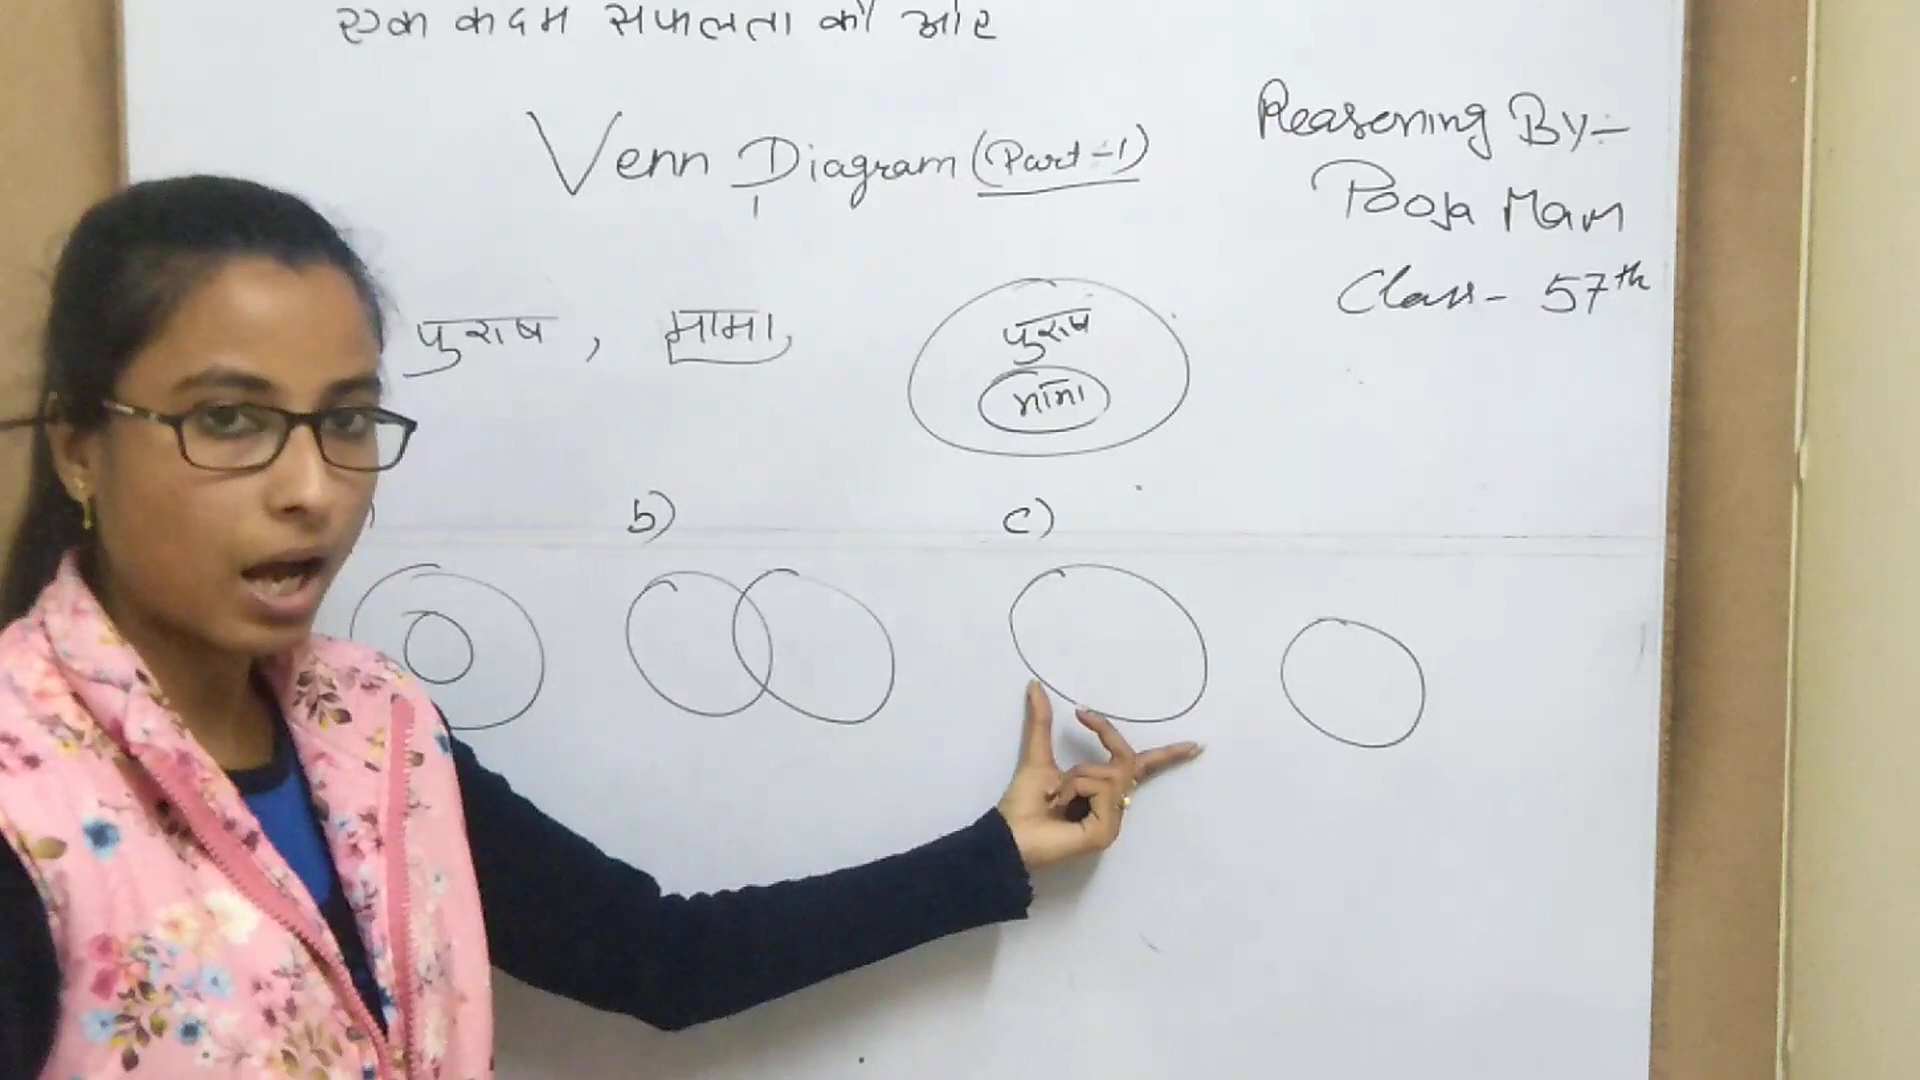 एक कदम सफलता की ओर
Venn Diagram (Part-1)
Reasoning By:-
Pooja Mam
Class- 57th
पुरूष, मामा,
पुरूष
मामा
b)
c)